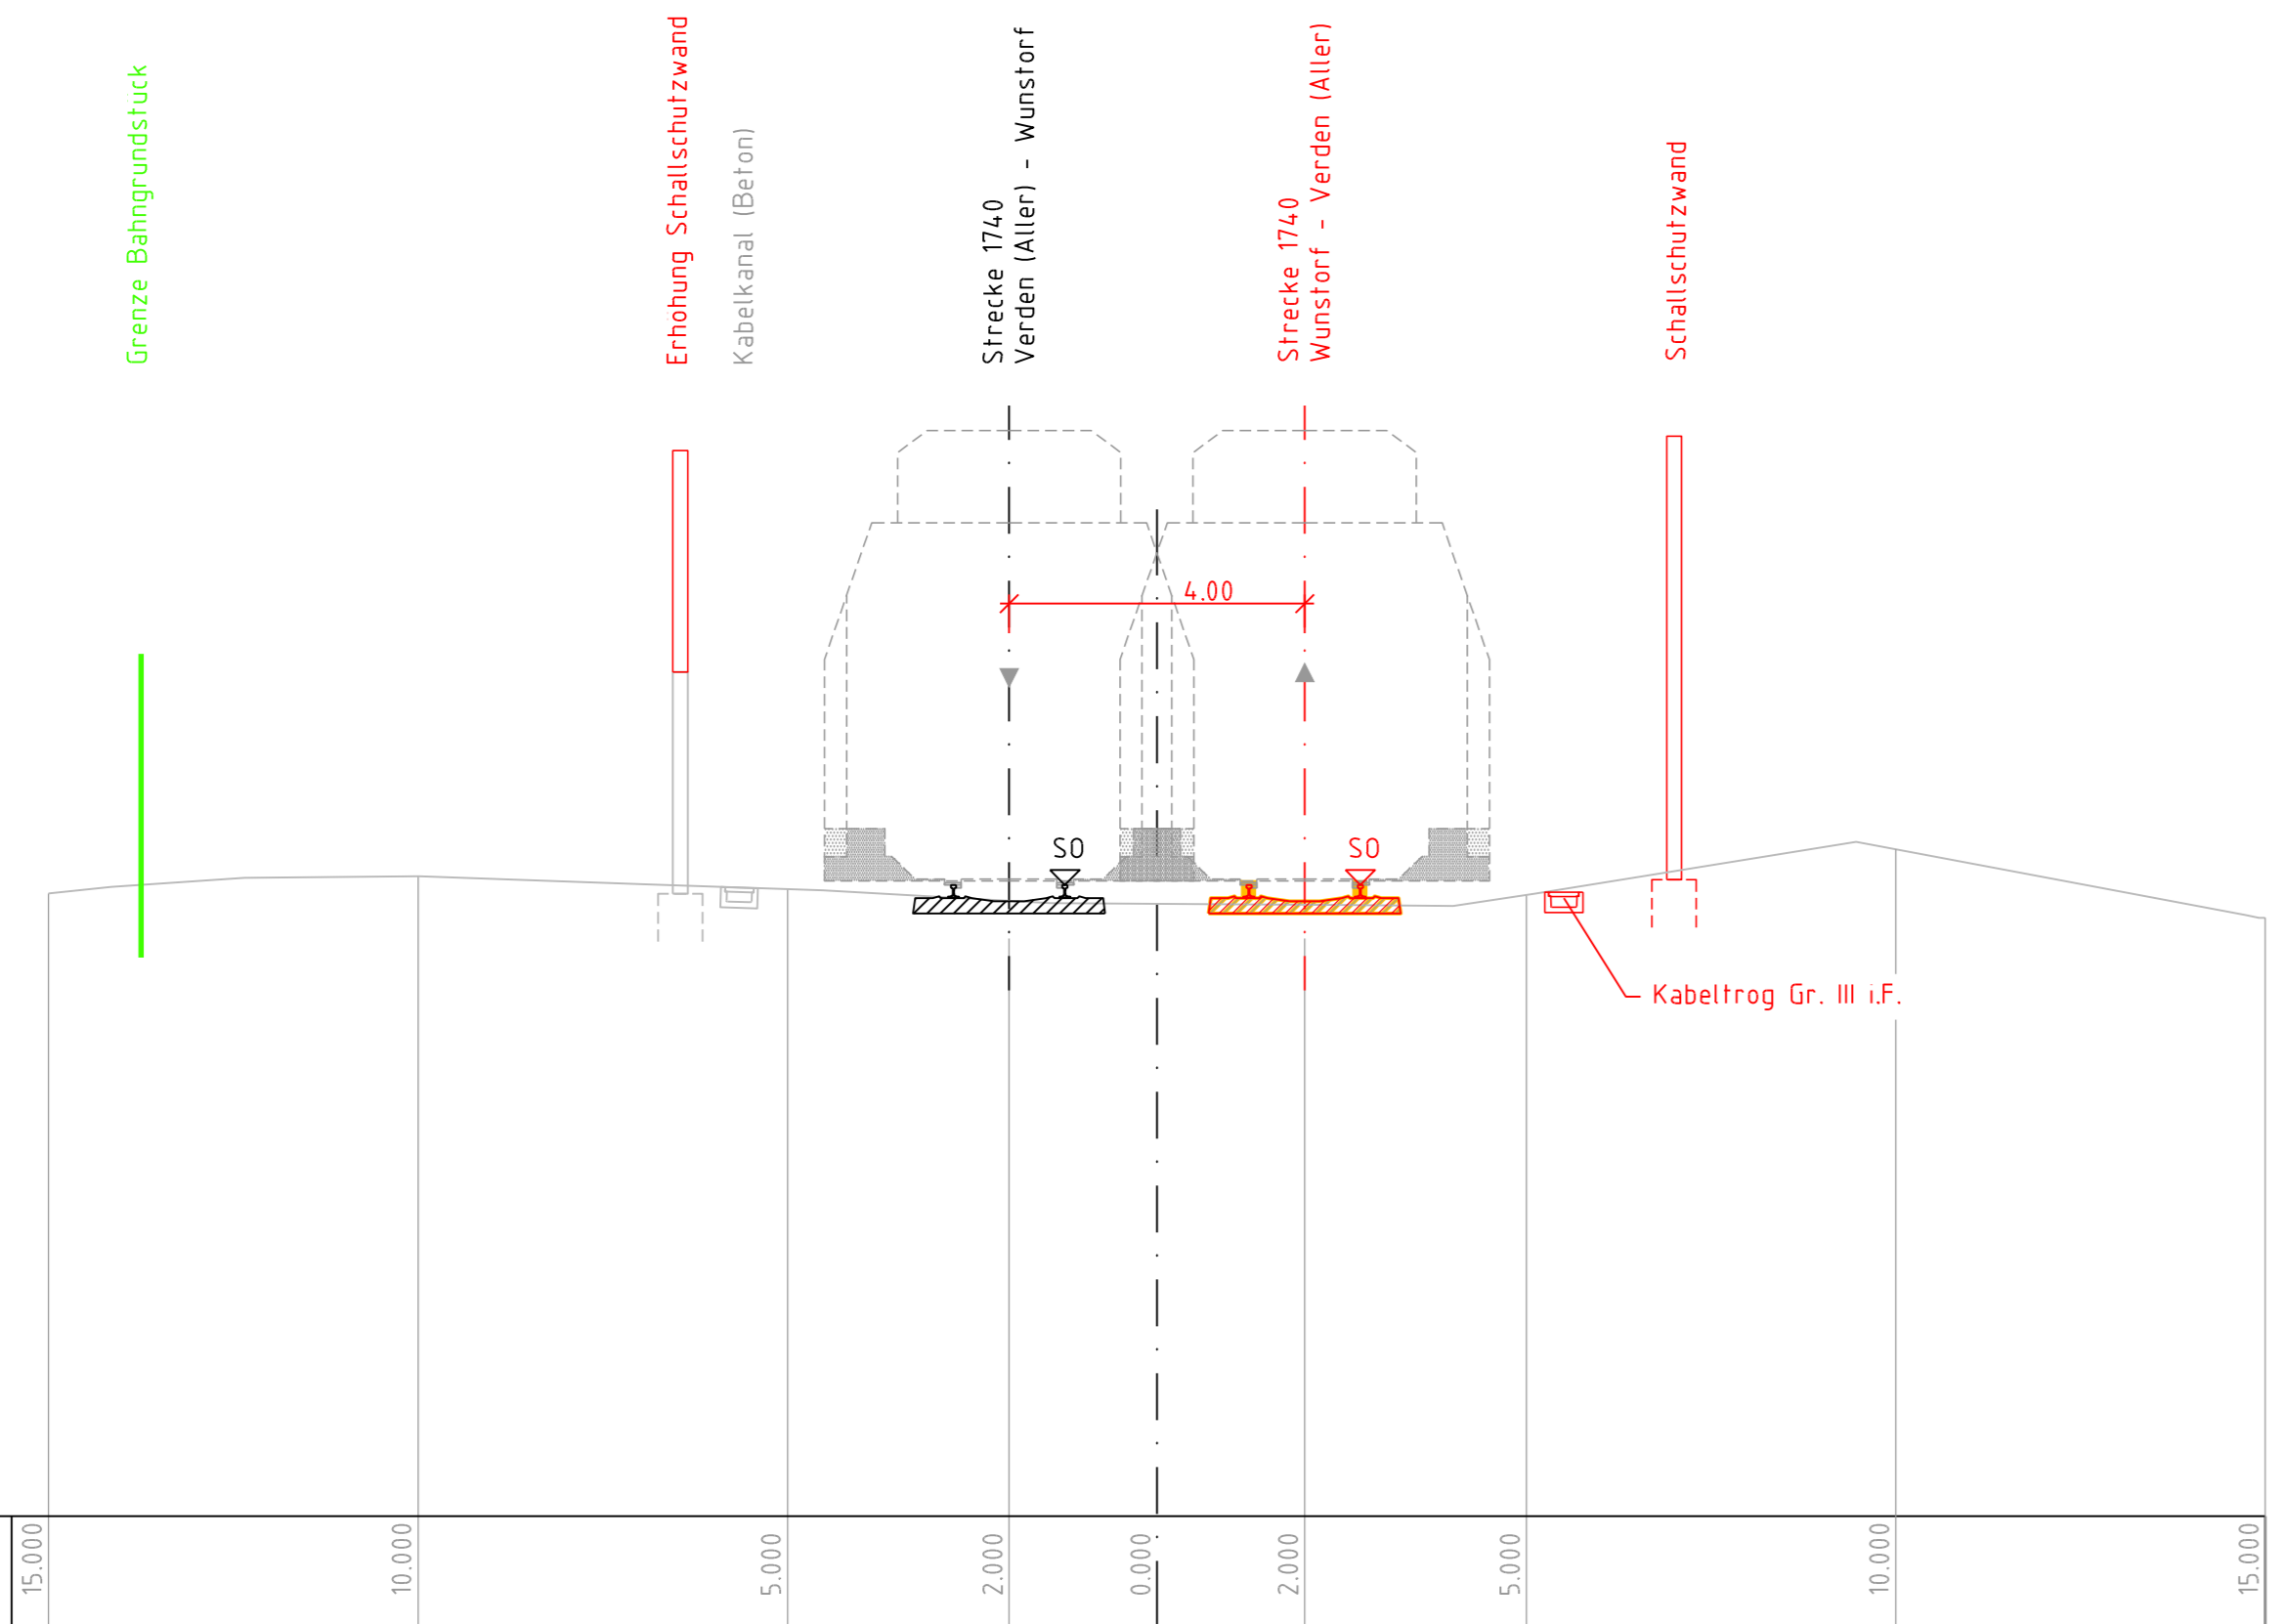 Grenze Bahngrundstück
Erhöhung Schallschutzwand
Kabelkanal (Beton)
Strecke 1740
Verden (Aller) - Wunstorf
Strecke 1740
Wunstorf - Verden (Aller)
Schallschutzwand
4.00
SO
SO
Kabeltrog Gr. III i.F.
15.000
10.000
5.000
2.000
0.000
2.000
5.000
10.000
15.000